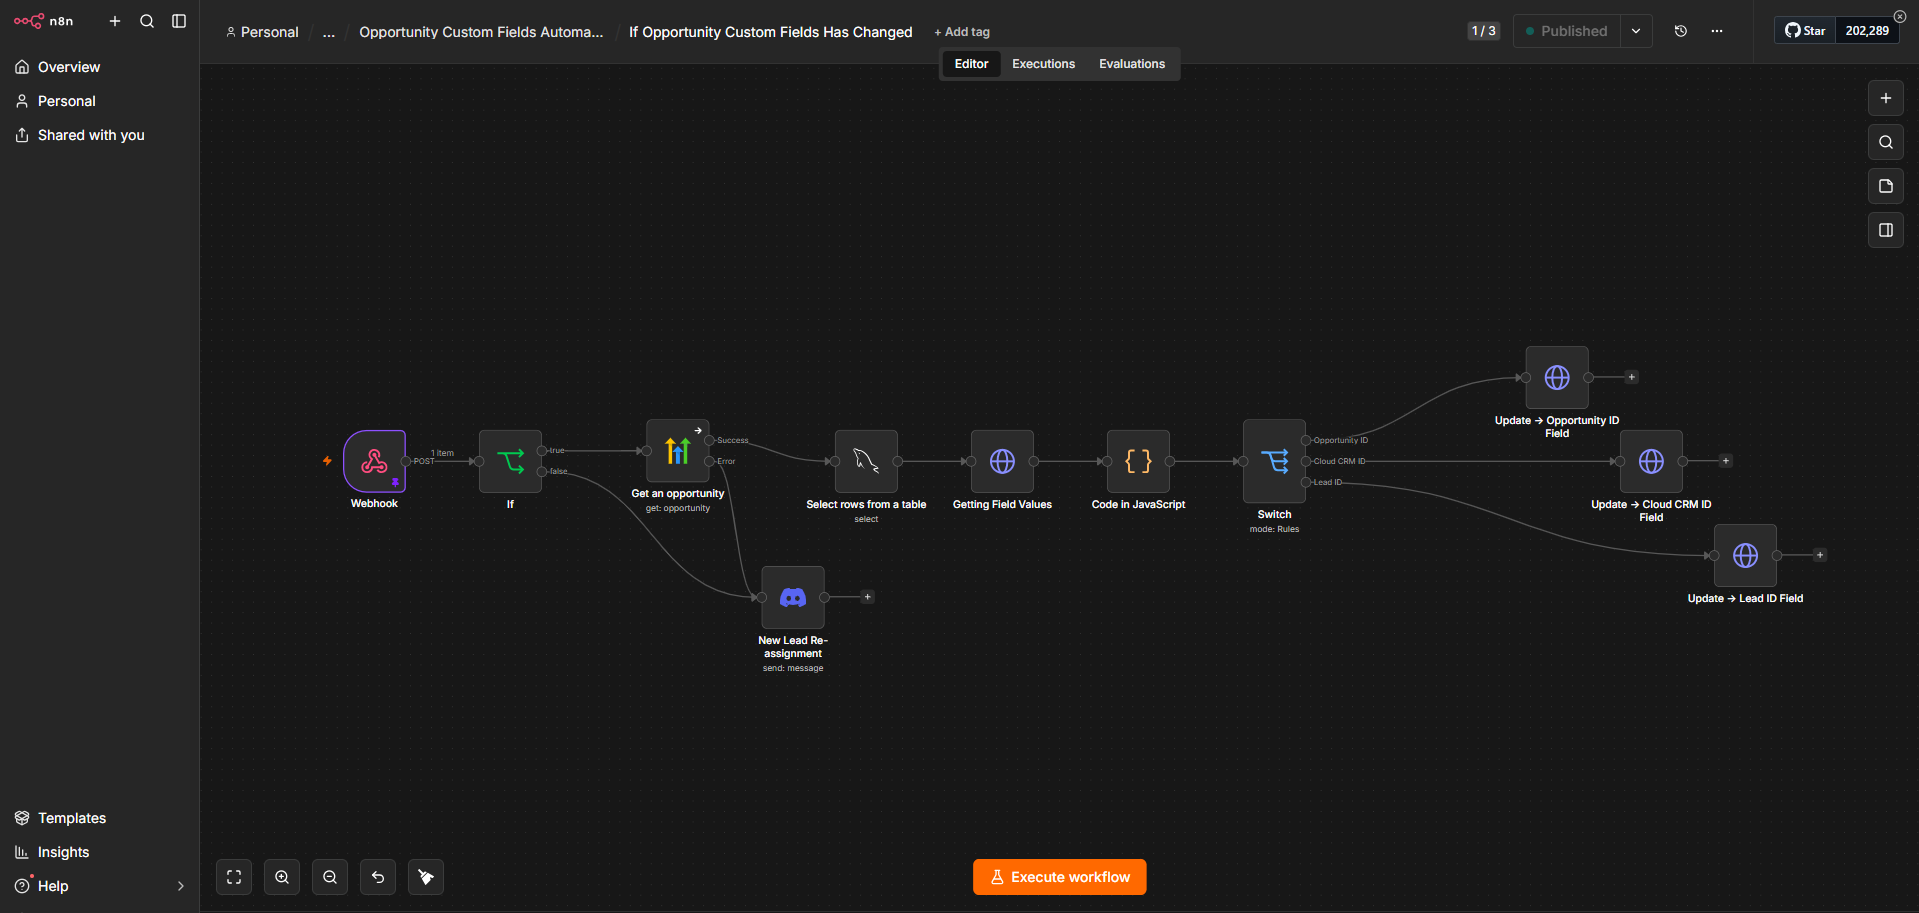 n8n
Personal / ... / Opportunity Custom Fields Automa... / If Opportunity Custom Fields Has Changed + Add tag
1 / 3
Published
Star 202,289
Editor Executions Evaluations
Overview
Personal
Shared with you
Webhook
POST
1 item
If
true
false
Get an opportunity
get: opportunity
Success
Error
New Lead Re-
assignment
send: message
Select rows from a table
select
Getting Field Values
Code in JavaScript
{}
Switch
mode: Rules
Opportunity ID
Cloud CRM ID
Lead ID
Update → Opportunity ID
Field
Update → Cloud CRM ID
Field
Update → Lead ID Field
Templates
Insights
Help
Execute workflow